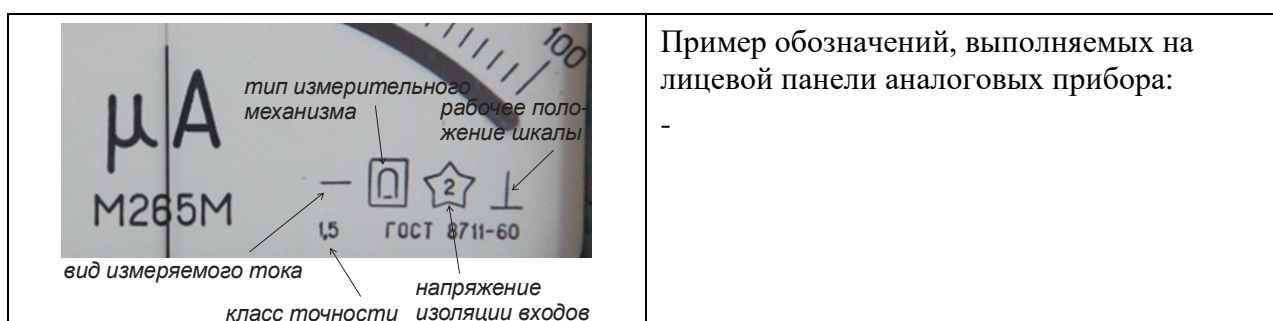 100
тип измерительного
механизма
рабочее поло-
жение шкалы
μA
M265M
2
1,5 ГОСТ 8711-60
вид измеряемого тока
напряжение
класс точности изоляции входов
Пример обозначений, выполняемых на
лицевой панели аналоговых прибора:
-